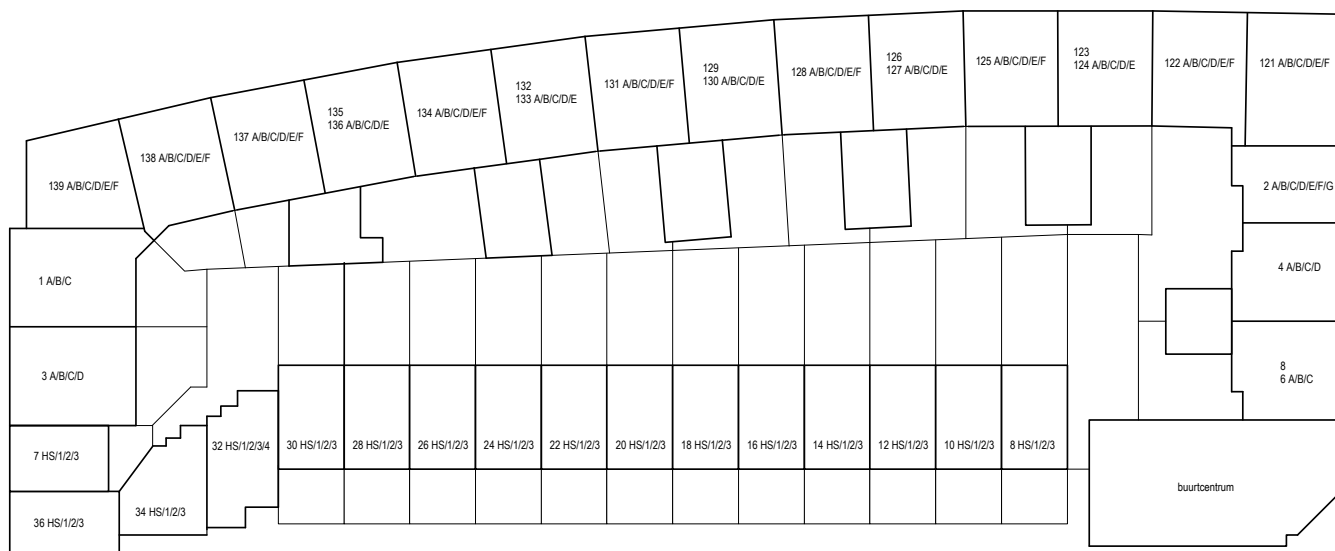 139 A/B/C/D/E/F
138 A/B/C/D/E/F
137 A/B/C/D/E/F
135
136 A/B/C/D/E
134 A/B/C/D/E/F
132
133 A/B/C/D/E
131 A/B/C/D/E/F
129
130 A/B/C/D/E
128 A/B/C/D/E/F
126
127 A/B/C/D/E
125 A/B/C/D/E/F
123
124 A/B/C/D/E
122 A/B/C/D/E/F
121 A/B/C/D/E/F
2 A/B/C/D/E/F/G
1 A/B/C
4 A/B/C/D
3 A/B/C/D
8
6 A/B/C
7 HS/1/2/3
36 HS/1/2/3
34 HS/1/2/3
32 HS/1/2/3/4
30 HS/1/2/3
28 HS/1/2/3
26 HS/1/2/3
24 HS/1/2/3
22 HS/1/2/3
20 HS/1/2/3
18 HS/1/2/3
16 HS/1/2/3
14 HS/1/2/3
12 HS/1/2/3
10 HS/1/2/3
8 HS/1/2/3
buurtcentrum